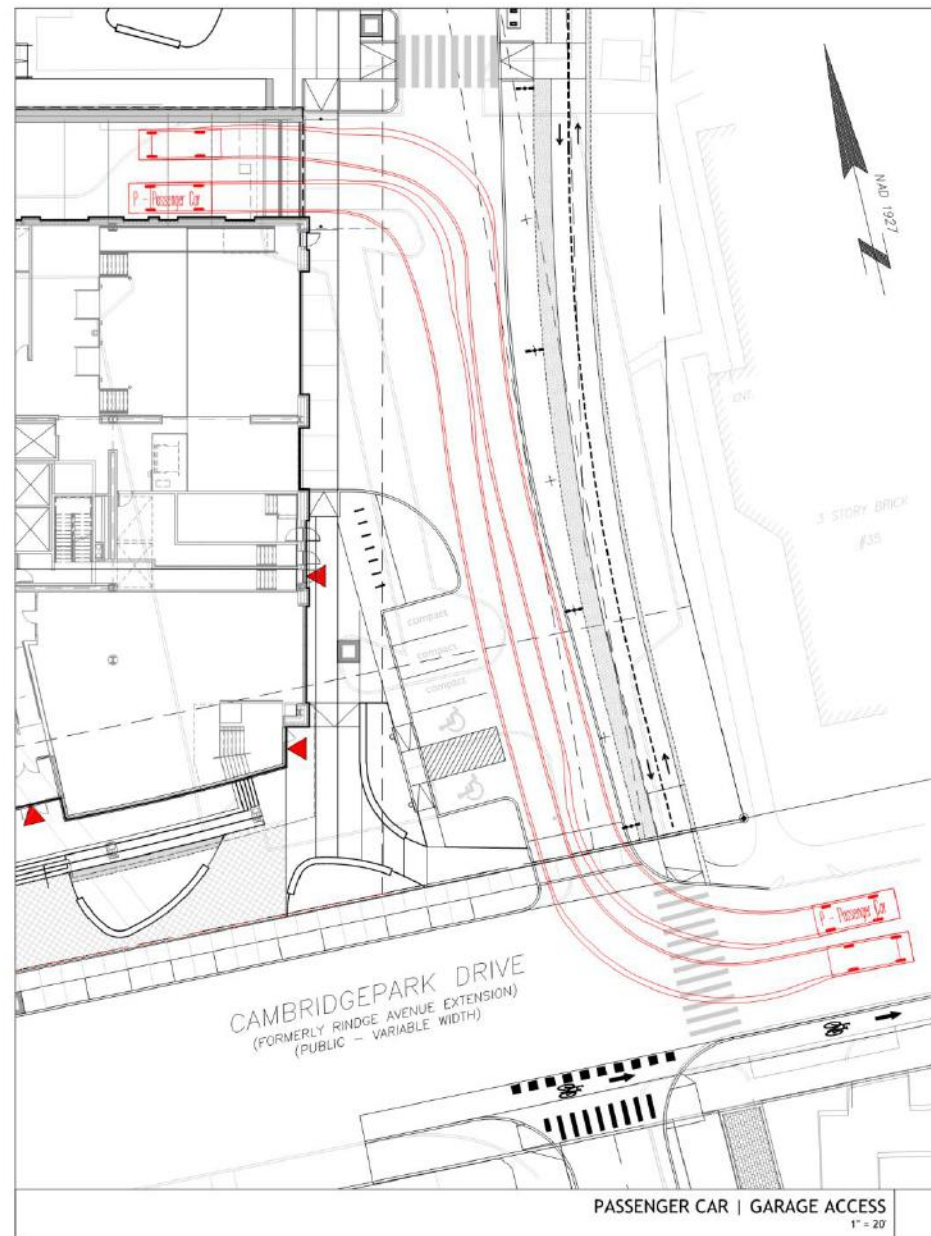 P - Passenger Car
NAD 1927
ENT.
3 STORY BRICK
#35
compact
compact
compact
P - Passenger Car
CAMBRIDGEPARK DRIVE
(FORMERLY RINDGE AVENUE EXTENSION)
(PUBLIC – VARIABLE WIDTH)
PASSENGER CAR | GARAGE ACCESS
1" = 20'